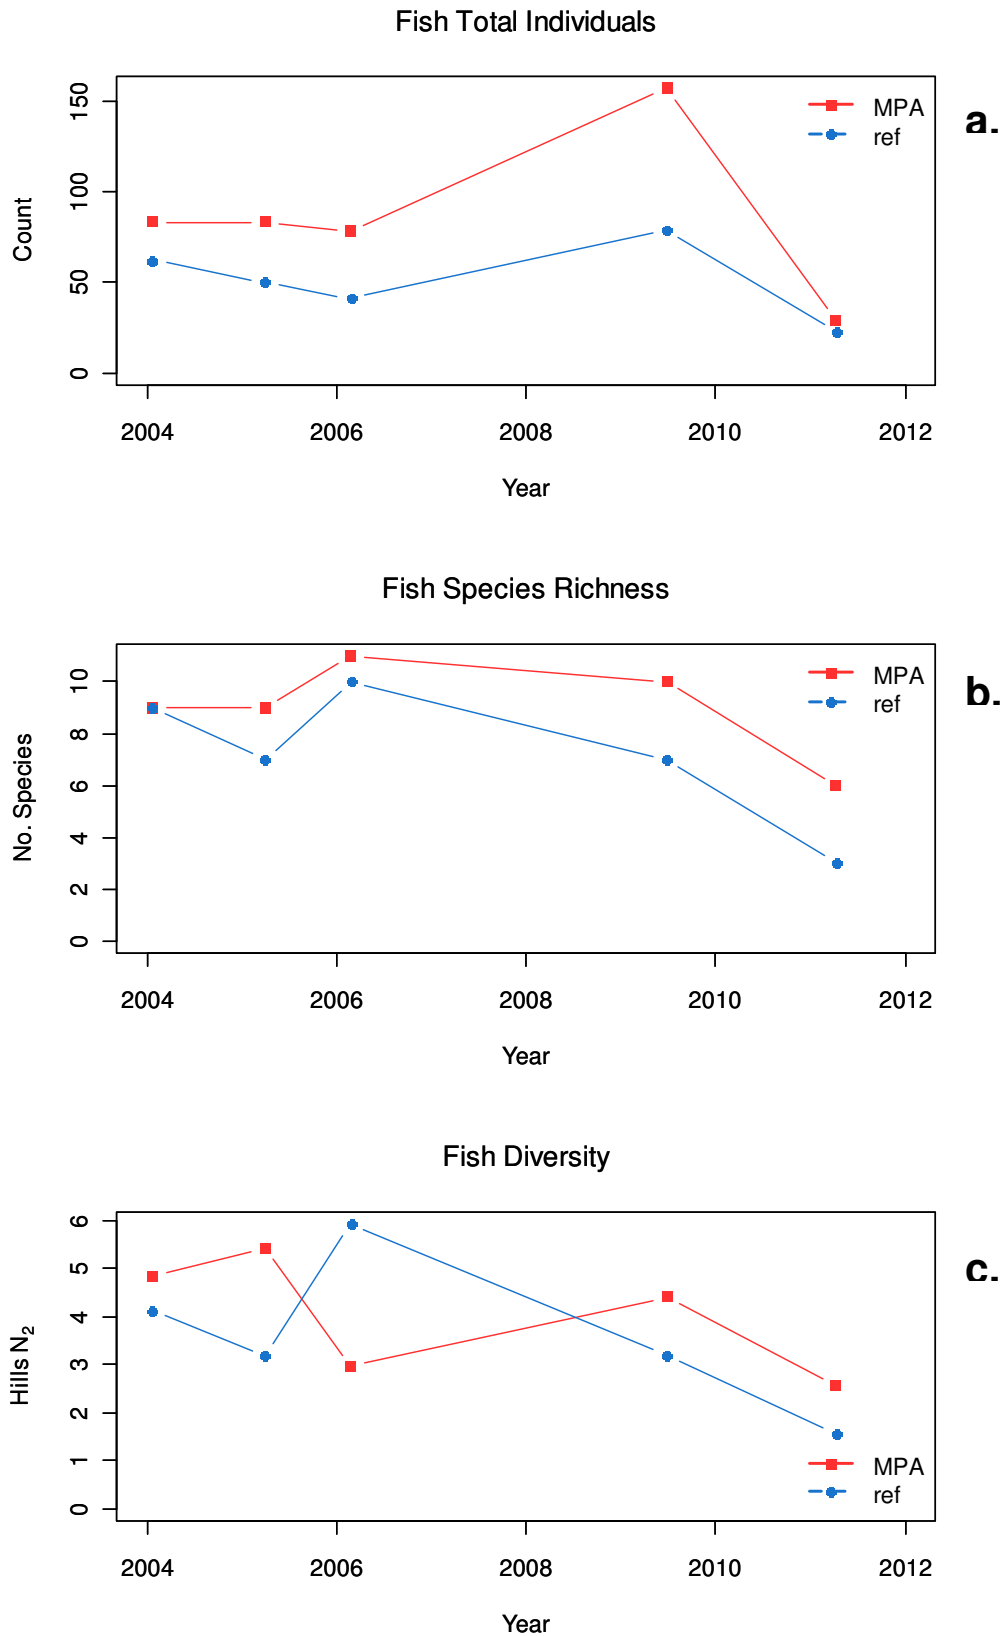 Fish Total Individuals
150
100
50
0
Count
MPA
ref
a.
2004 2006 2008 2010 2012
Year
Fish Species Richness
10
8
6
4
2
0
No. Species
MPA
ref
b.
2004 2006 2008 2010 2012
Year
Fish Diversity
6
5
4
3
2
1
0
Hills N₂
c.
MPA
ref
2004 2006 2008 2010 2012
Year